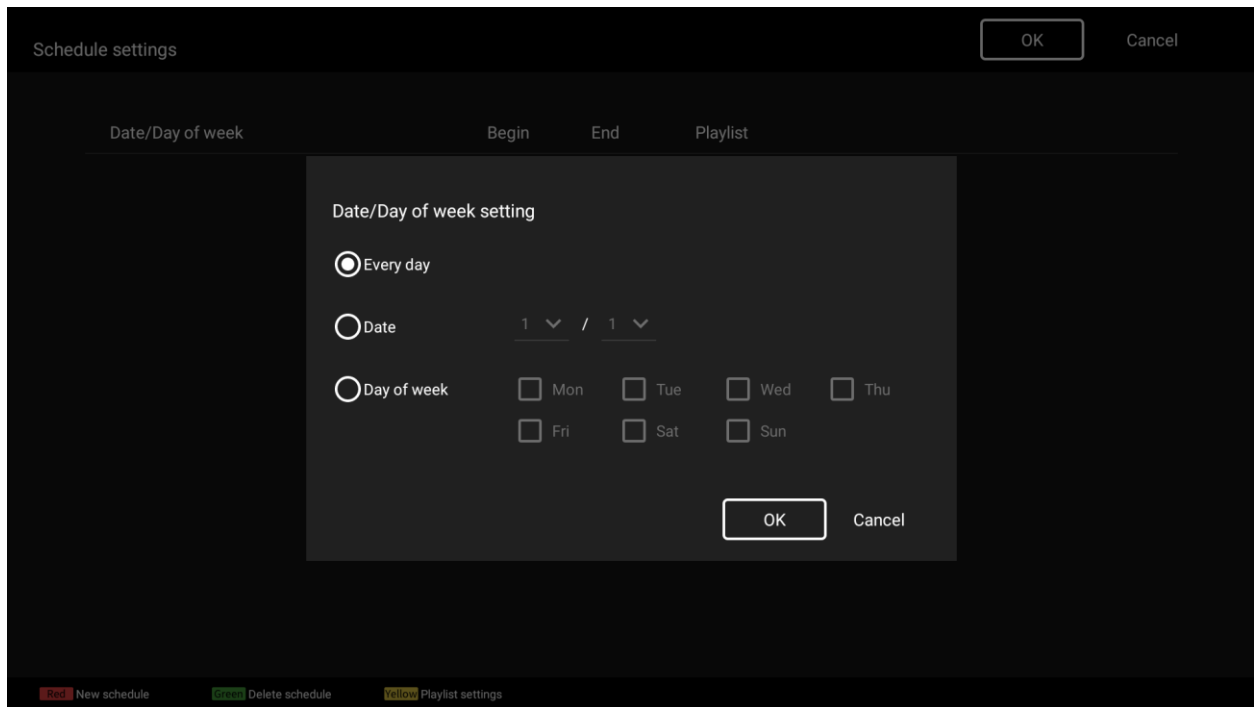 Schedule settings OK Cancel
Date/Day of week Begin End Playlist
Date/Day of week setting
Every day
Date 1 / 1
Day of week Mon Tue Wed Thu
Fri Sat Sun
OK Cancel
Red New schedule Green Delete schedule Yellow Playlist settings